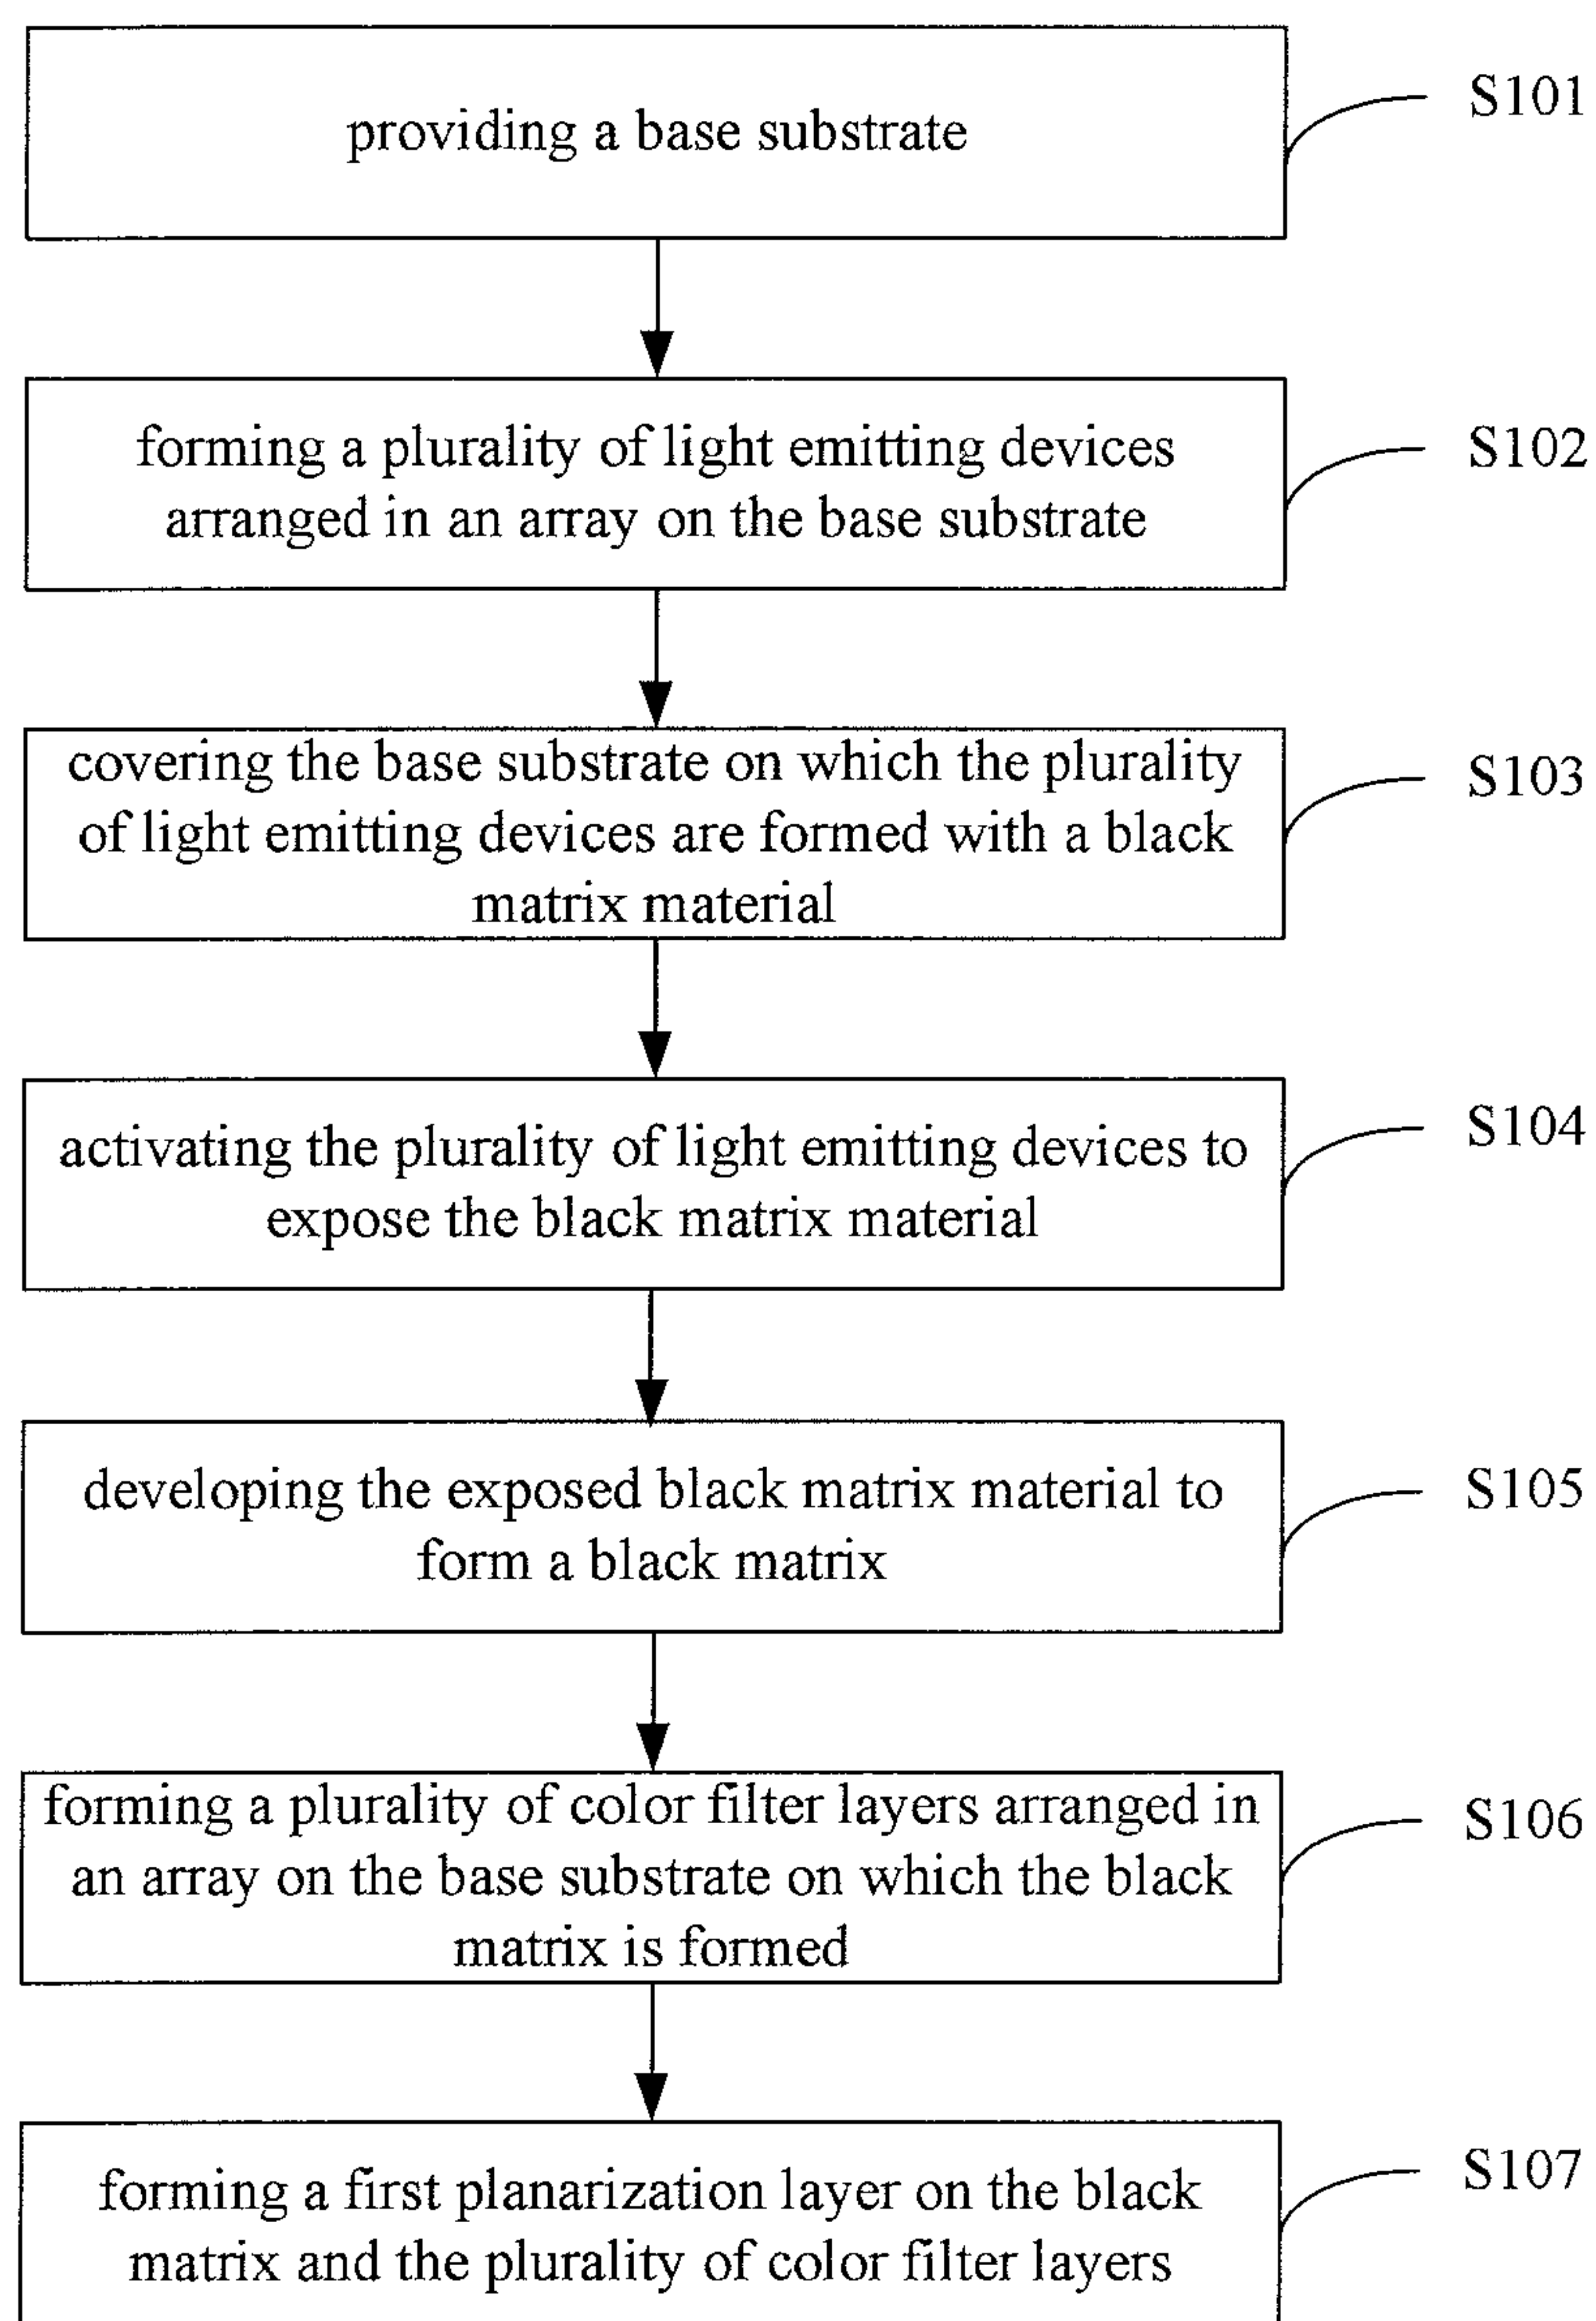 providing a base substrate
S101
forming a plurality of light emitting devices
arranged in an array on the base substrate
S102
covering the base substrate on which the plurality
of light emitting devices are formed with a black
matrix material
S103
activating the plurality of light emitting devices to
expose the black matrix material
S104
developing the exposed black matrix material to
form a black matrix
S105
forming a plurality of color filter layers arranged in
an array on the base substrate on which the black
matrix is formed
S106
forming a first planarization layer on the black
matrix and the plurality of color filter layers
S107